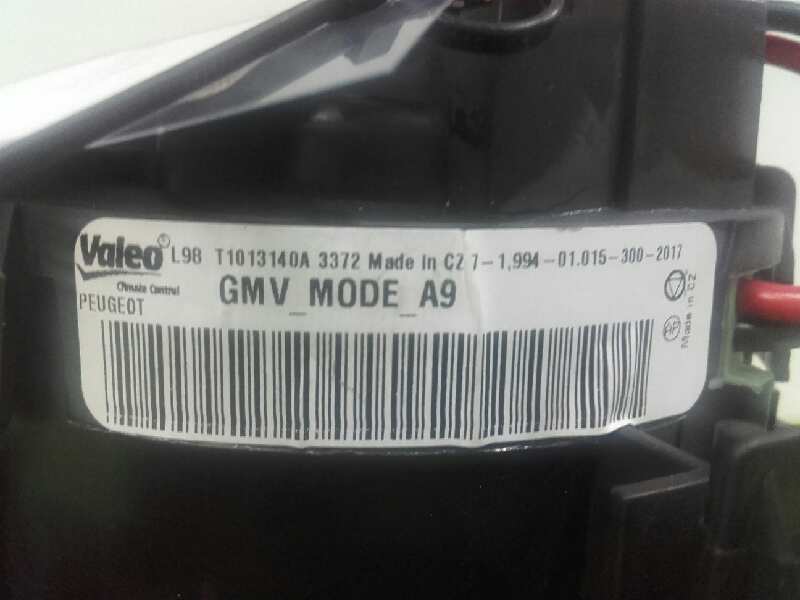 Valeo L98 T1013140A 3372 Made in CZ 7-1,994-01.015-300-2017
Climate Control
PEUGEOT
GMV_MODE_A9
Made in CZ